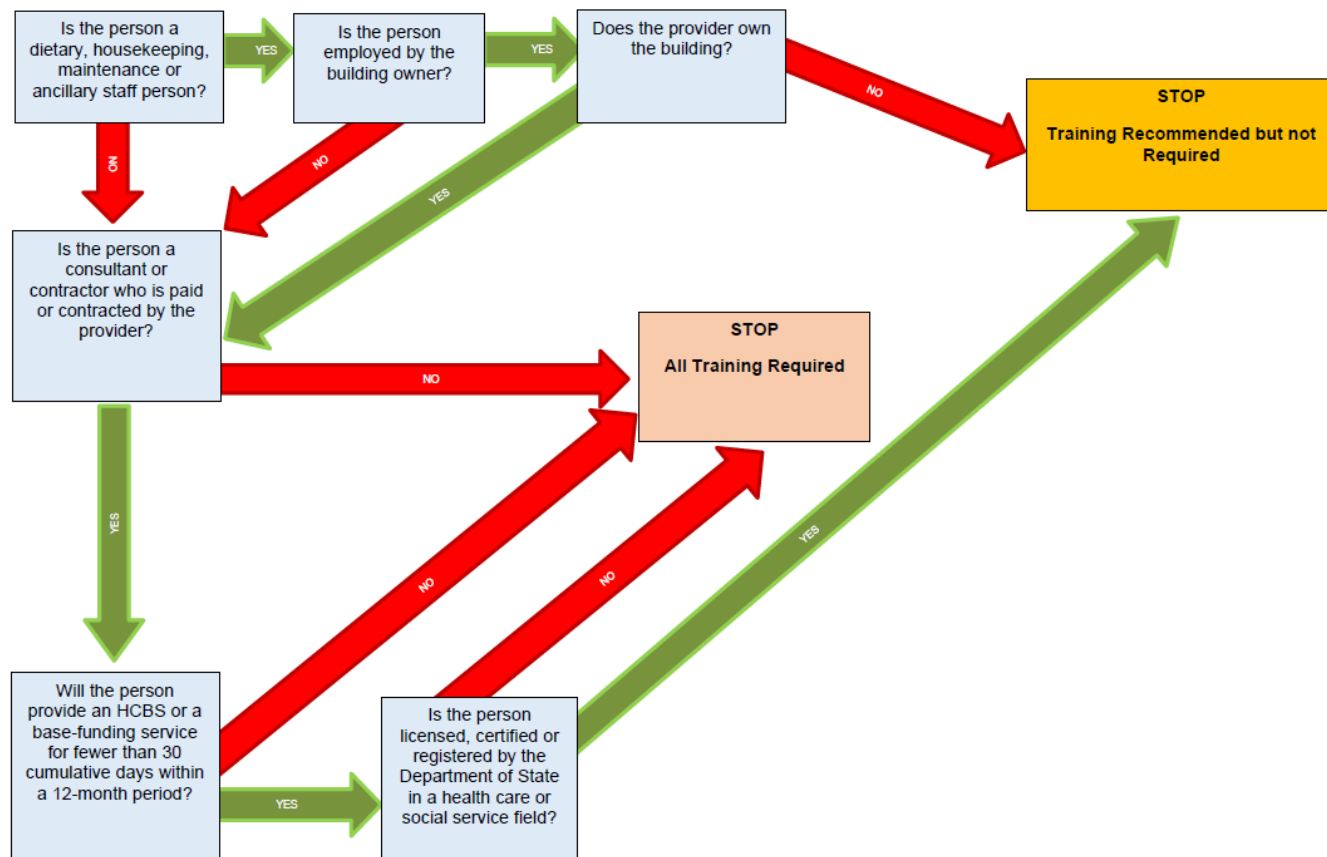 Is the person a
dietary, housekeeping,
maintenance or
ancillary staff person?
YES
Is the person
employed by the
building owner?
YES
Does the provider own
the building?
NO
STOP
Training Recommended but not
Required
NO
NO
YES
Is the person a
consultant or
contractor who is paid
or contracted by the
provider?
NO
STOP
All Training Required
YES
NO
NO
YES
Will the person
provide an HCBS or a
base-funding service
for fewer than 30
cumulative days within
a 12-month period?
YES
Is the person
licensed, certified or
registered by the
Department of State
in a health care or
social service field?